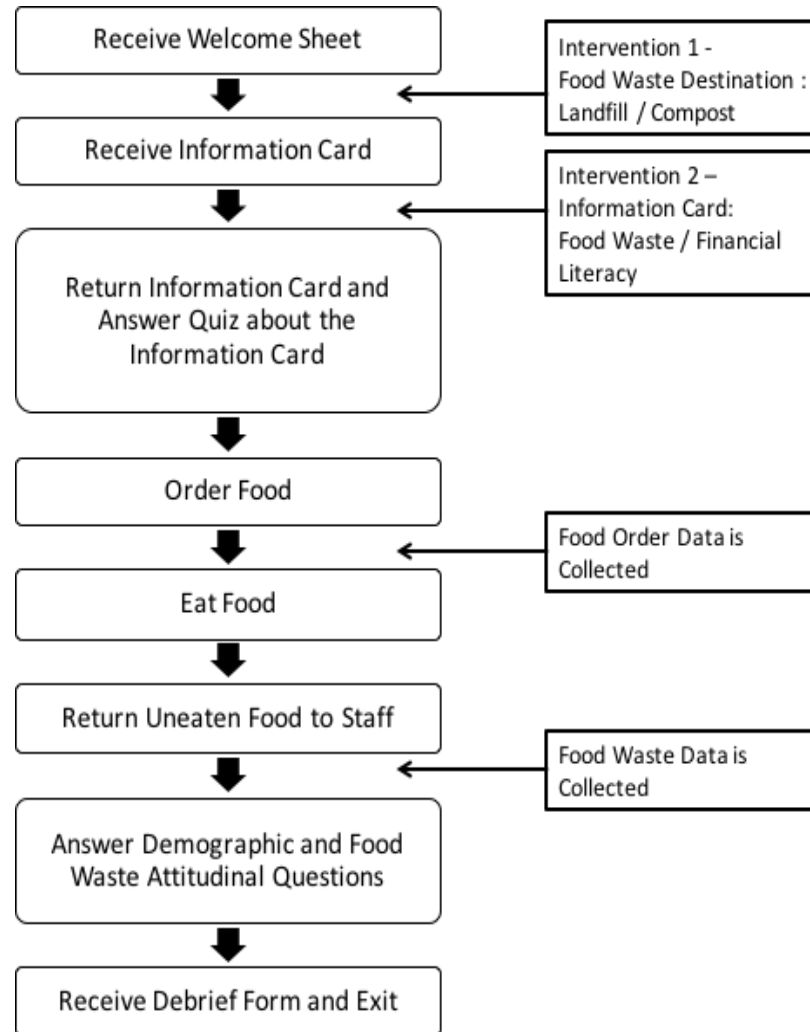 Receive Welcome Sheet
Intervention 1 -
Food Waste Destination :
Landfill / Compost
Receive Information Card
Intervention 2 –
Information Card:
Food Waste / Financial
Literacy
Return Information Card and
Answer Quiz about the
Information Card
Order Food
Food Order Data is
Collected
Eat Food
Return Uneaten Food to Staff
Food Waste Data is
Collected
Answer Demographic and Food
Waste Attitudinal Questions
Receive Debrief Form and Exit